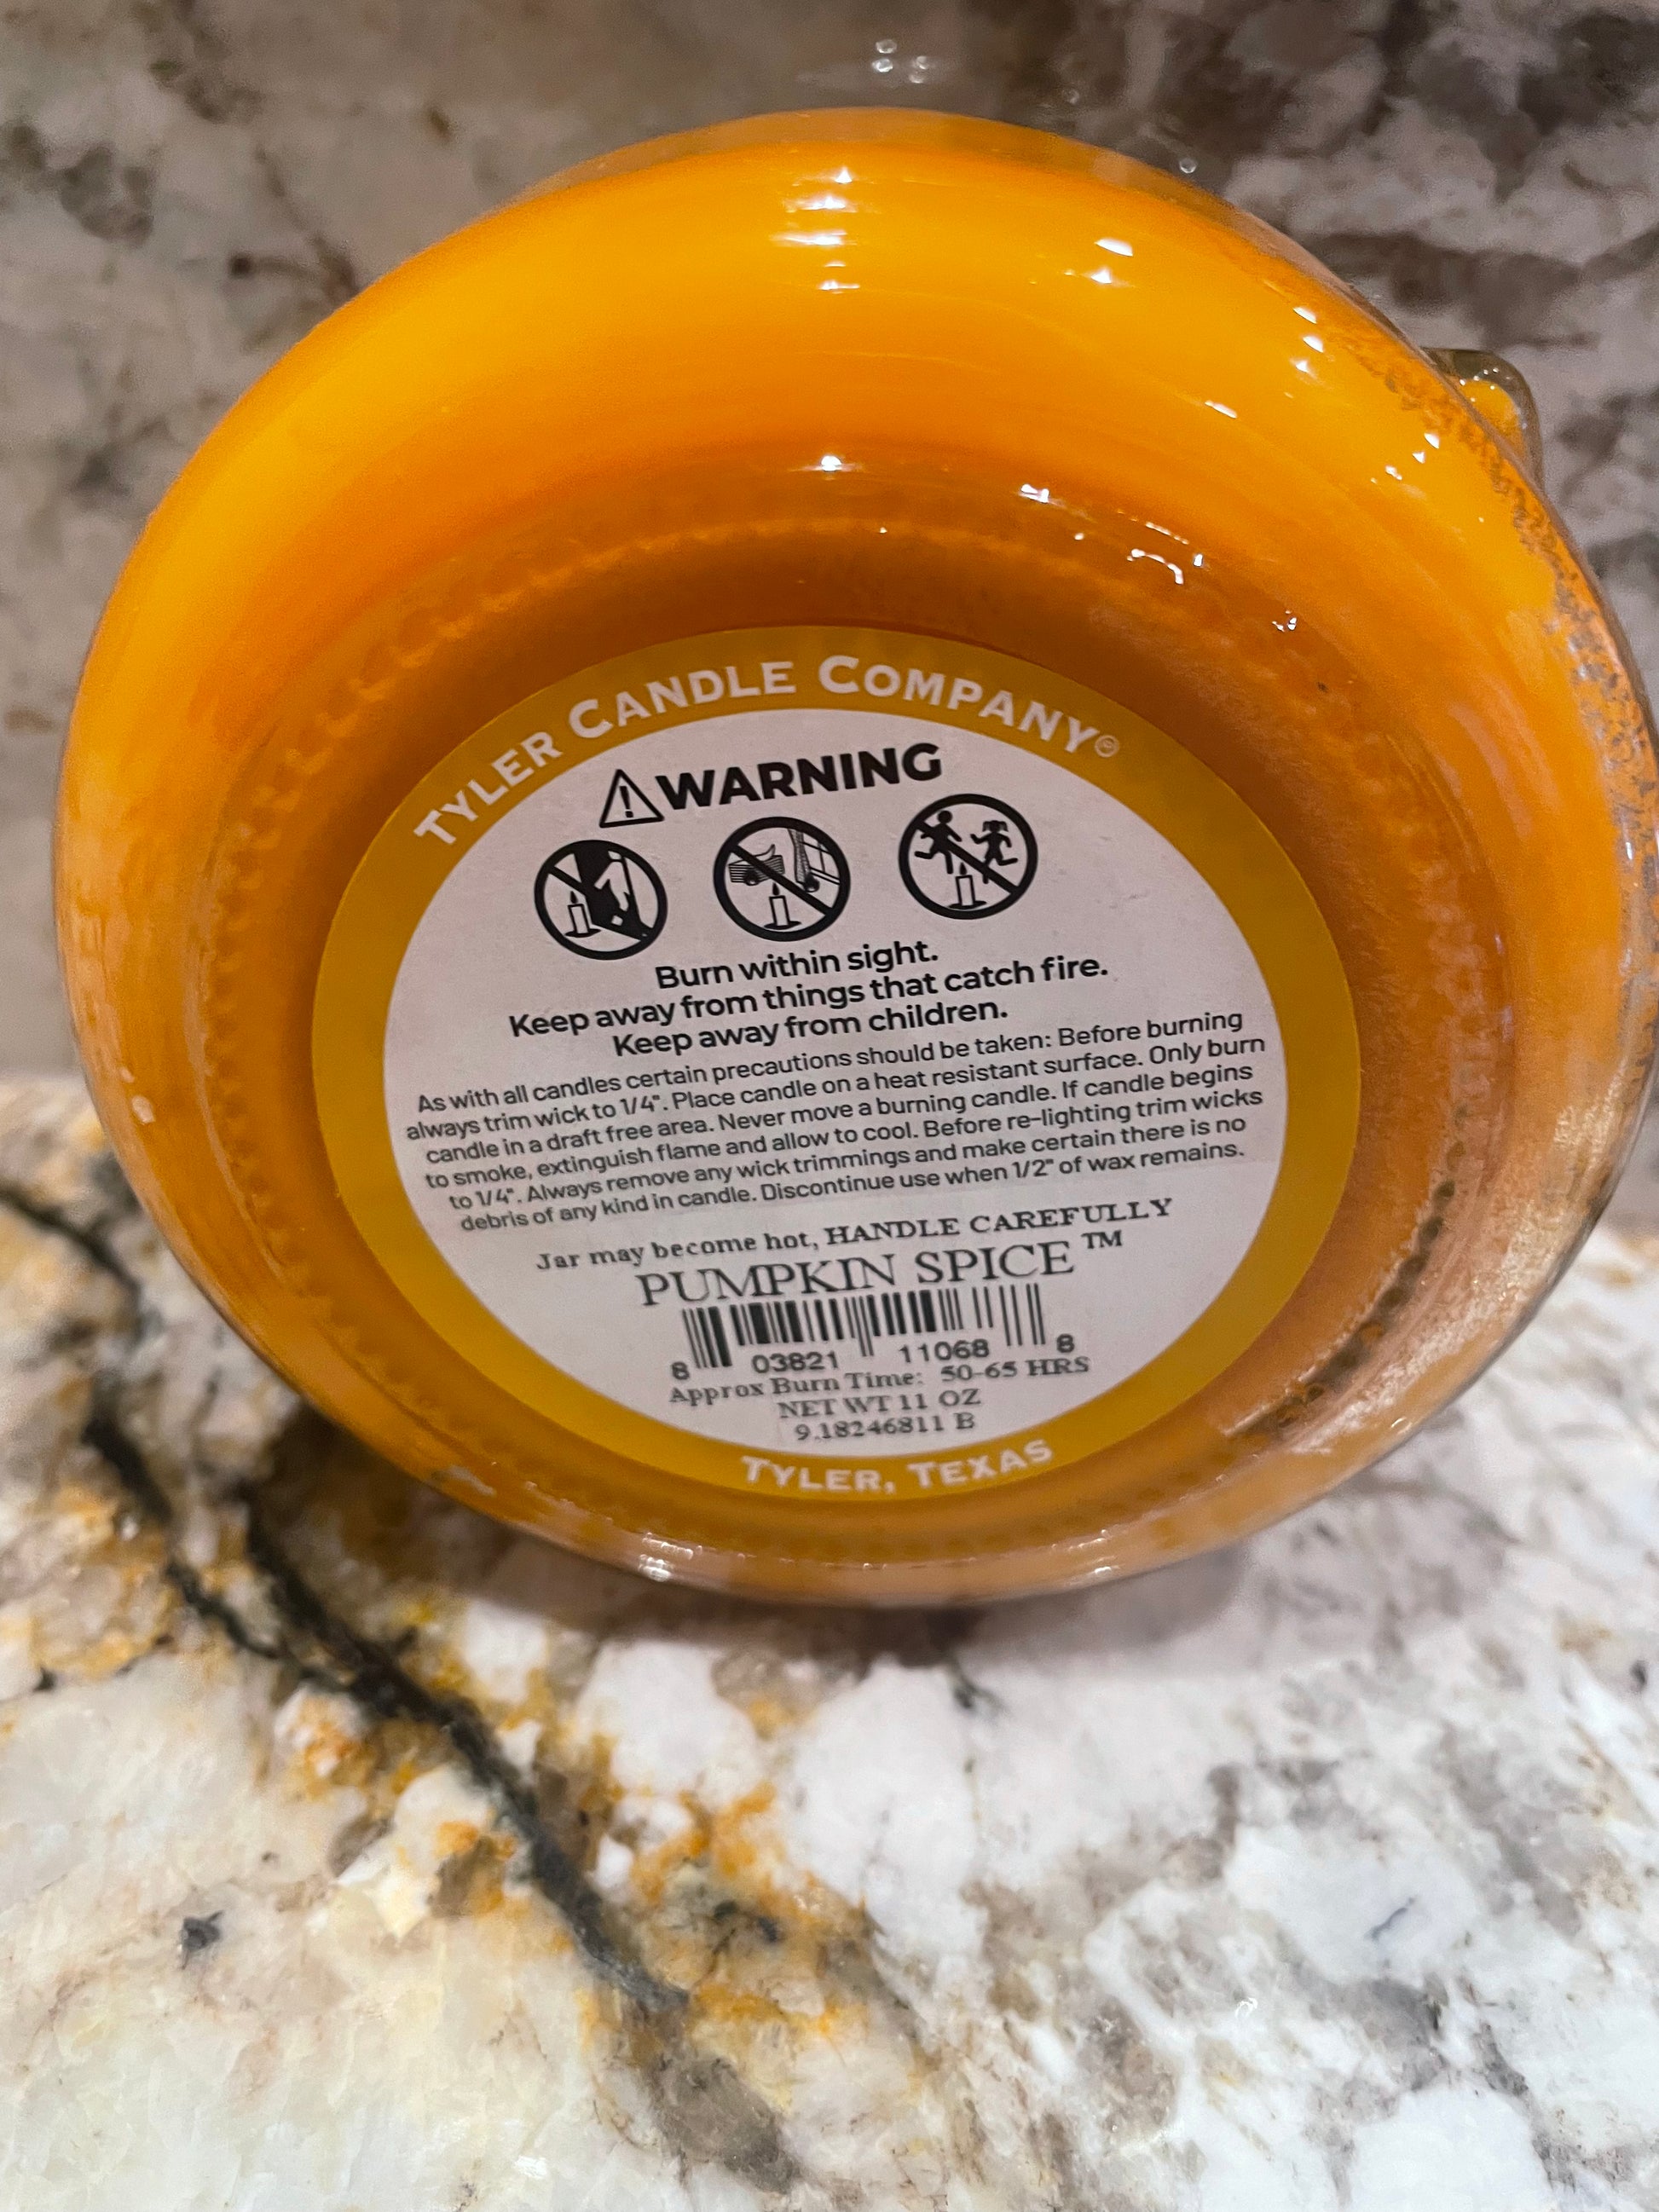 TYLER CANDLE COMPANY®
WARNING
Burn within sight.
Keep away from things that catch fire.
Keep away from children.
As with all candles certain precautions should be taken: Before burning
always trim wick to 1/4". Place candle on a heat resistant surface. Only burn
candle in a draft free area. Never move a burning candle. If candle begins
to smoke, extinguish flame and allow to cool. Before re-lighting trim wicks
to 1/4". Always remove any wick trimmings and make certain there is no
debris of any kind in candle. Discontinue use when 1/2" of wax remains.
Jar may become hot, HANDLE CAREFULLY
PUMPKIN SPICE™
8 03821 11068 8
Approx Burn Time: 50-65 HRS
NET WT 11 OZ
9.18246811 B
TYLER, TEXAS